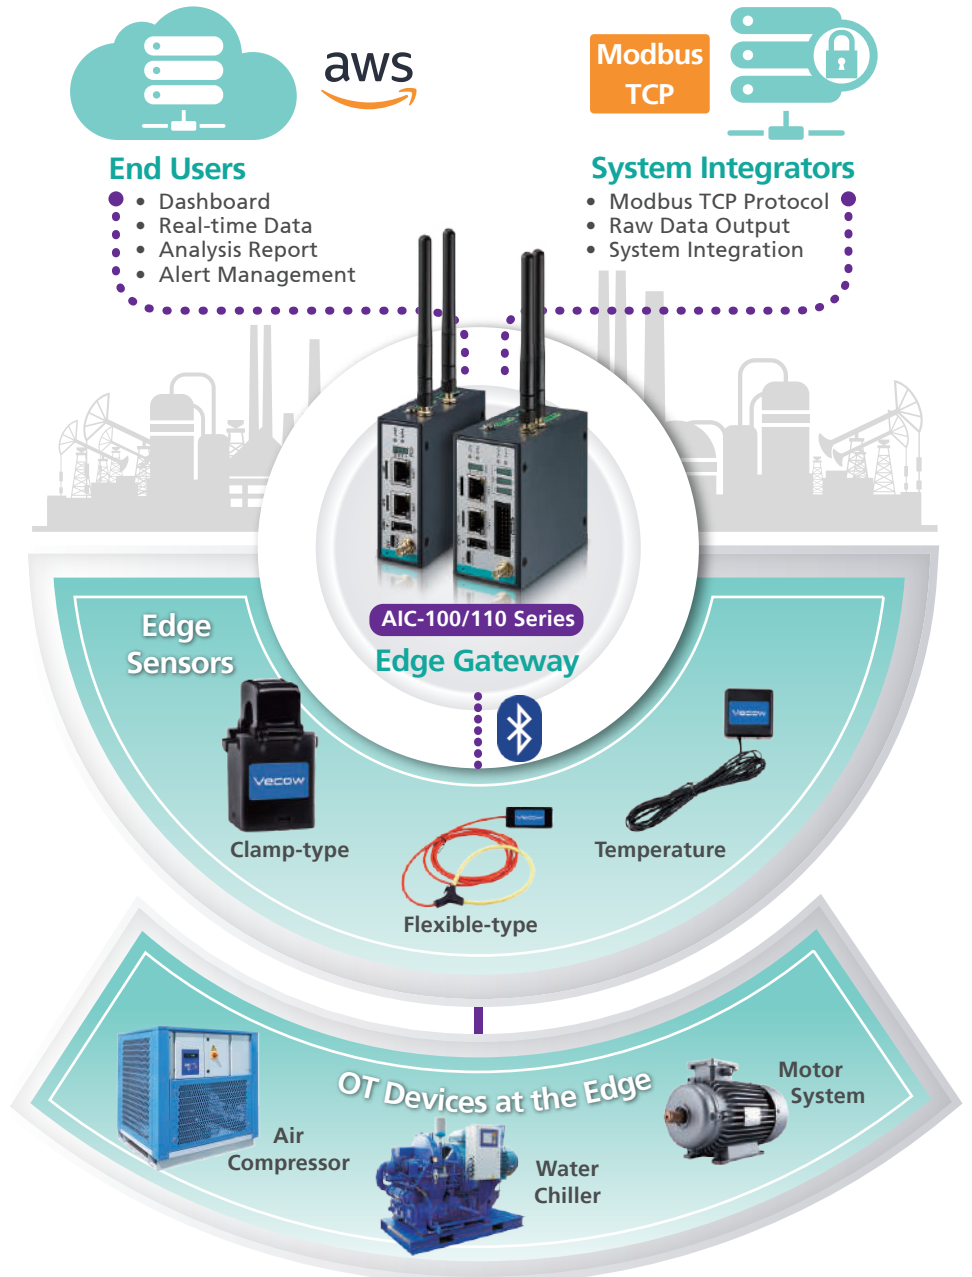 aws
Modbus
TCP
End Users
• Dashboard
• Real-time Data
• Analysis Report
• Alert Management
System Integrators
• Modbus TCP Protocol
• Raw Data Output
• System Integration
AIC-100/110 Series
Edge Gateway
Edge
Sensors
Vecow
Clamp-type
Vecow
Flexible-type
Vecow
Temperature
OT Devices at the Edge
Air
Compressor
Water
Chiller
Motor
System